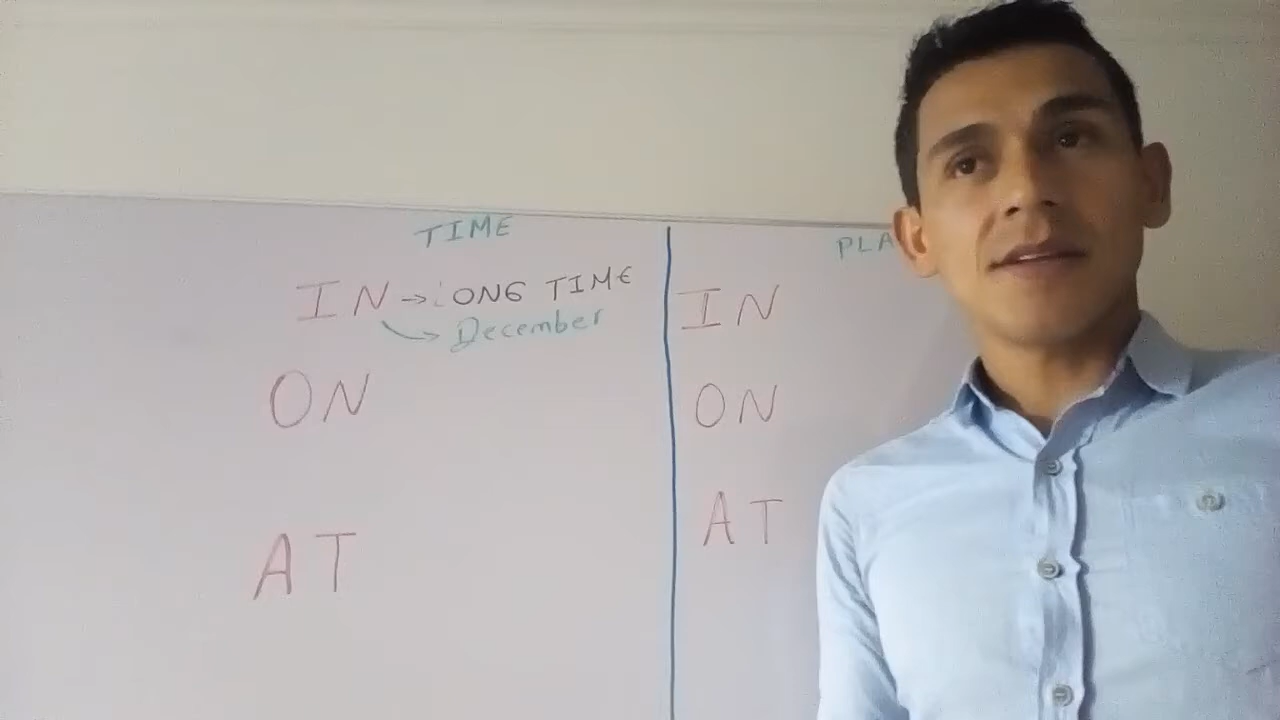 TIME
IN → LONG TIME
→ December
ON
AT
PLA
IN
ON
AT